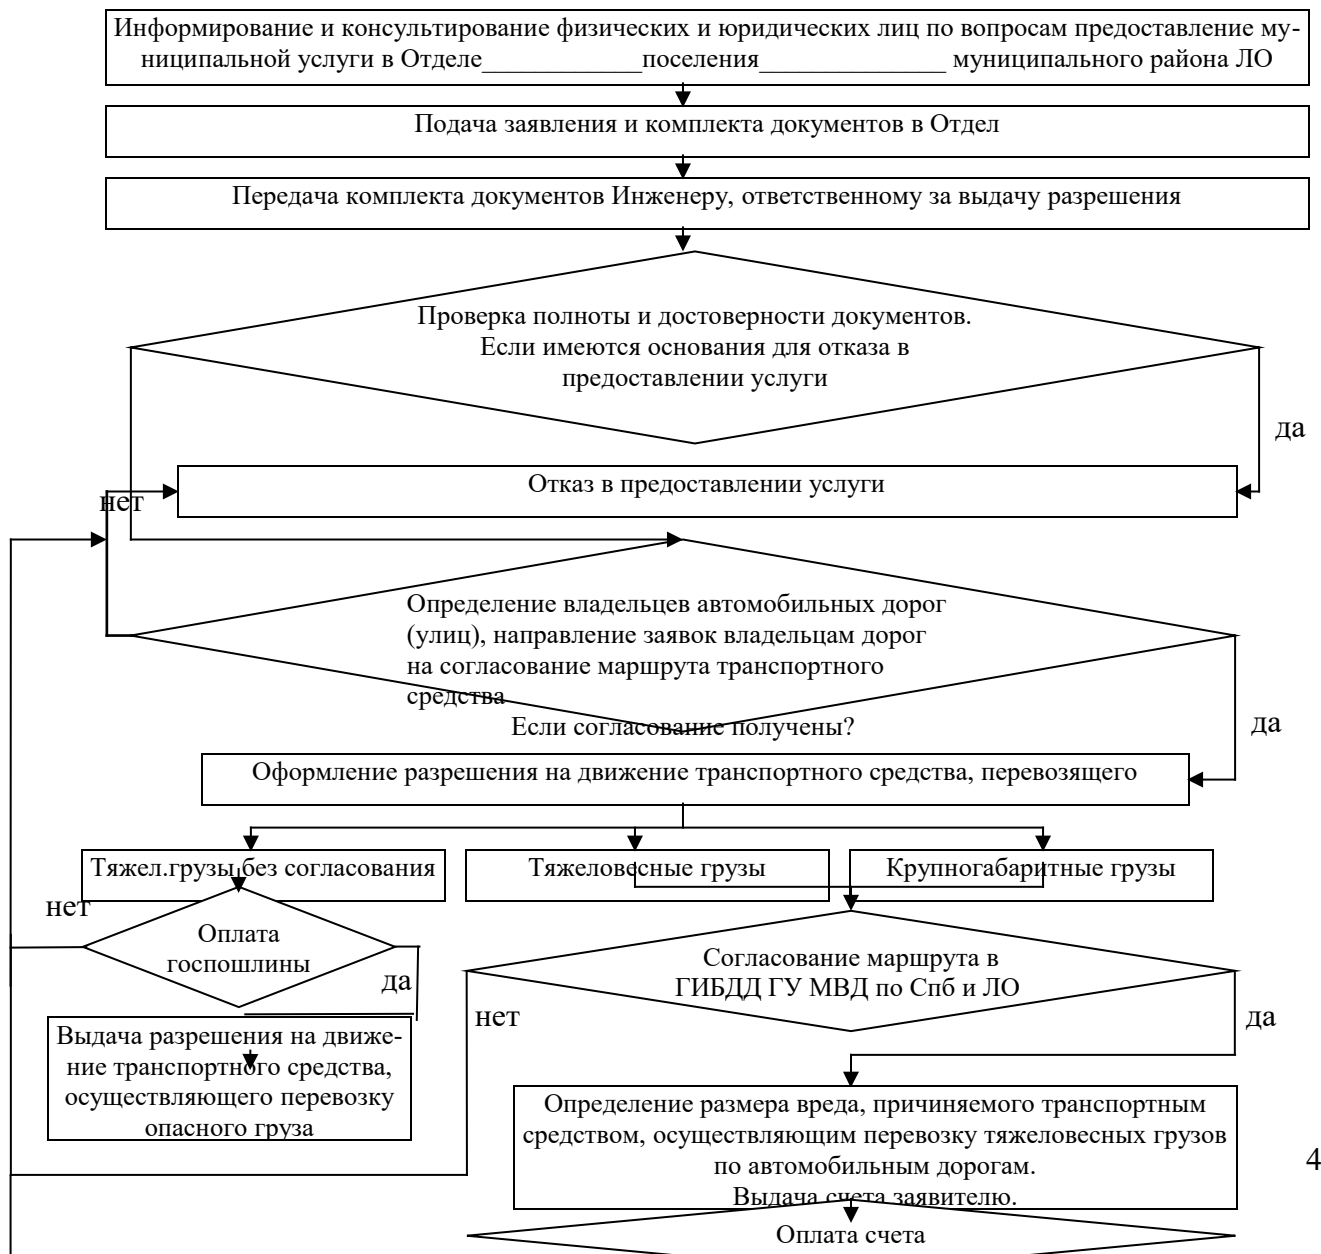 Информирование и консультирование физических и юридических лиц по вопросам предоставление му-
ниципальной услуги в Отделе____________поселения______________ муниципального района ЛО
Подача заявления и комплекта документов в Отдел
Передача комплекта документов Инженеру, ответственному за выдачу разрешения
Проверка полноты и достоверности документов.
Если имеются основания для отказа в
предоставлении услуги
да
Отказ в предоставлении услуги
нет
Определение владельцев автомобильных дорог
(улиц), направление заявок владельцам дорог
на согласование маршрута транспортного
средства
Если согласование получены?
да
Оформление разрешения на движение транспортного средства, перевозящего
Тяжел.грузы без согласования
Тяжеловесные грузы
Крупногабаритные грузы
нет
Оплата
госпошлины
да
Согласование маршрута в
ГИБДД ГУ МВД по Спб и ЛО
нет
да
Выдача разрешения на движе-
ние транспортного средства,
осуществляющего перевозку
опасного груза
Определение размера вреда, причиняемого транспортным
средством, осуществляющим перевозку тяжеловесных грузов
по автомобильным дорогам.
Выдача счета заявителю.
4
Оплата счета